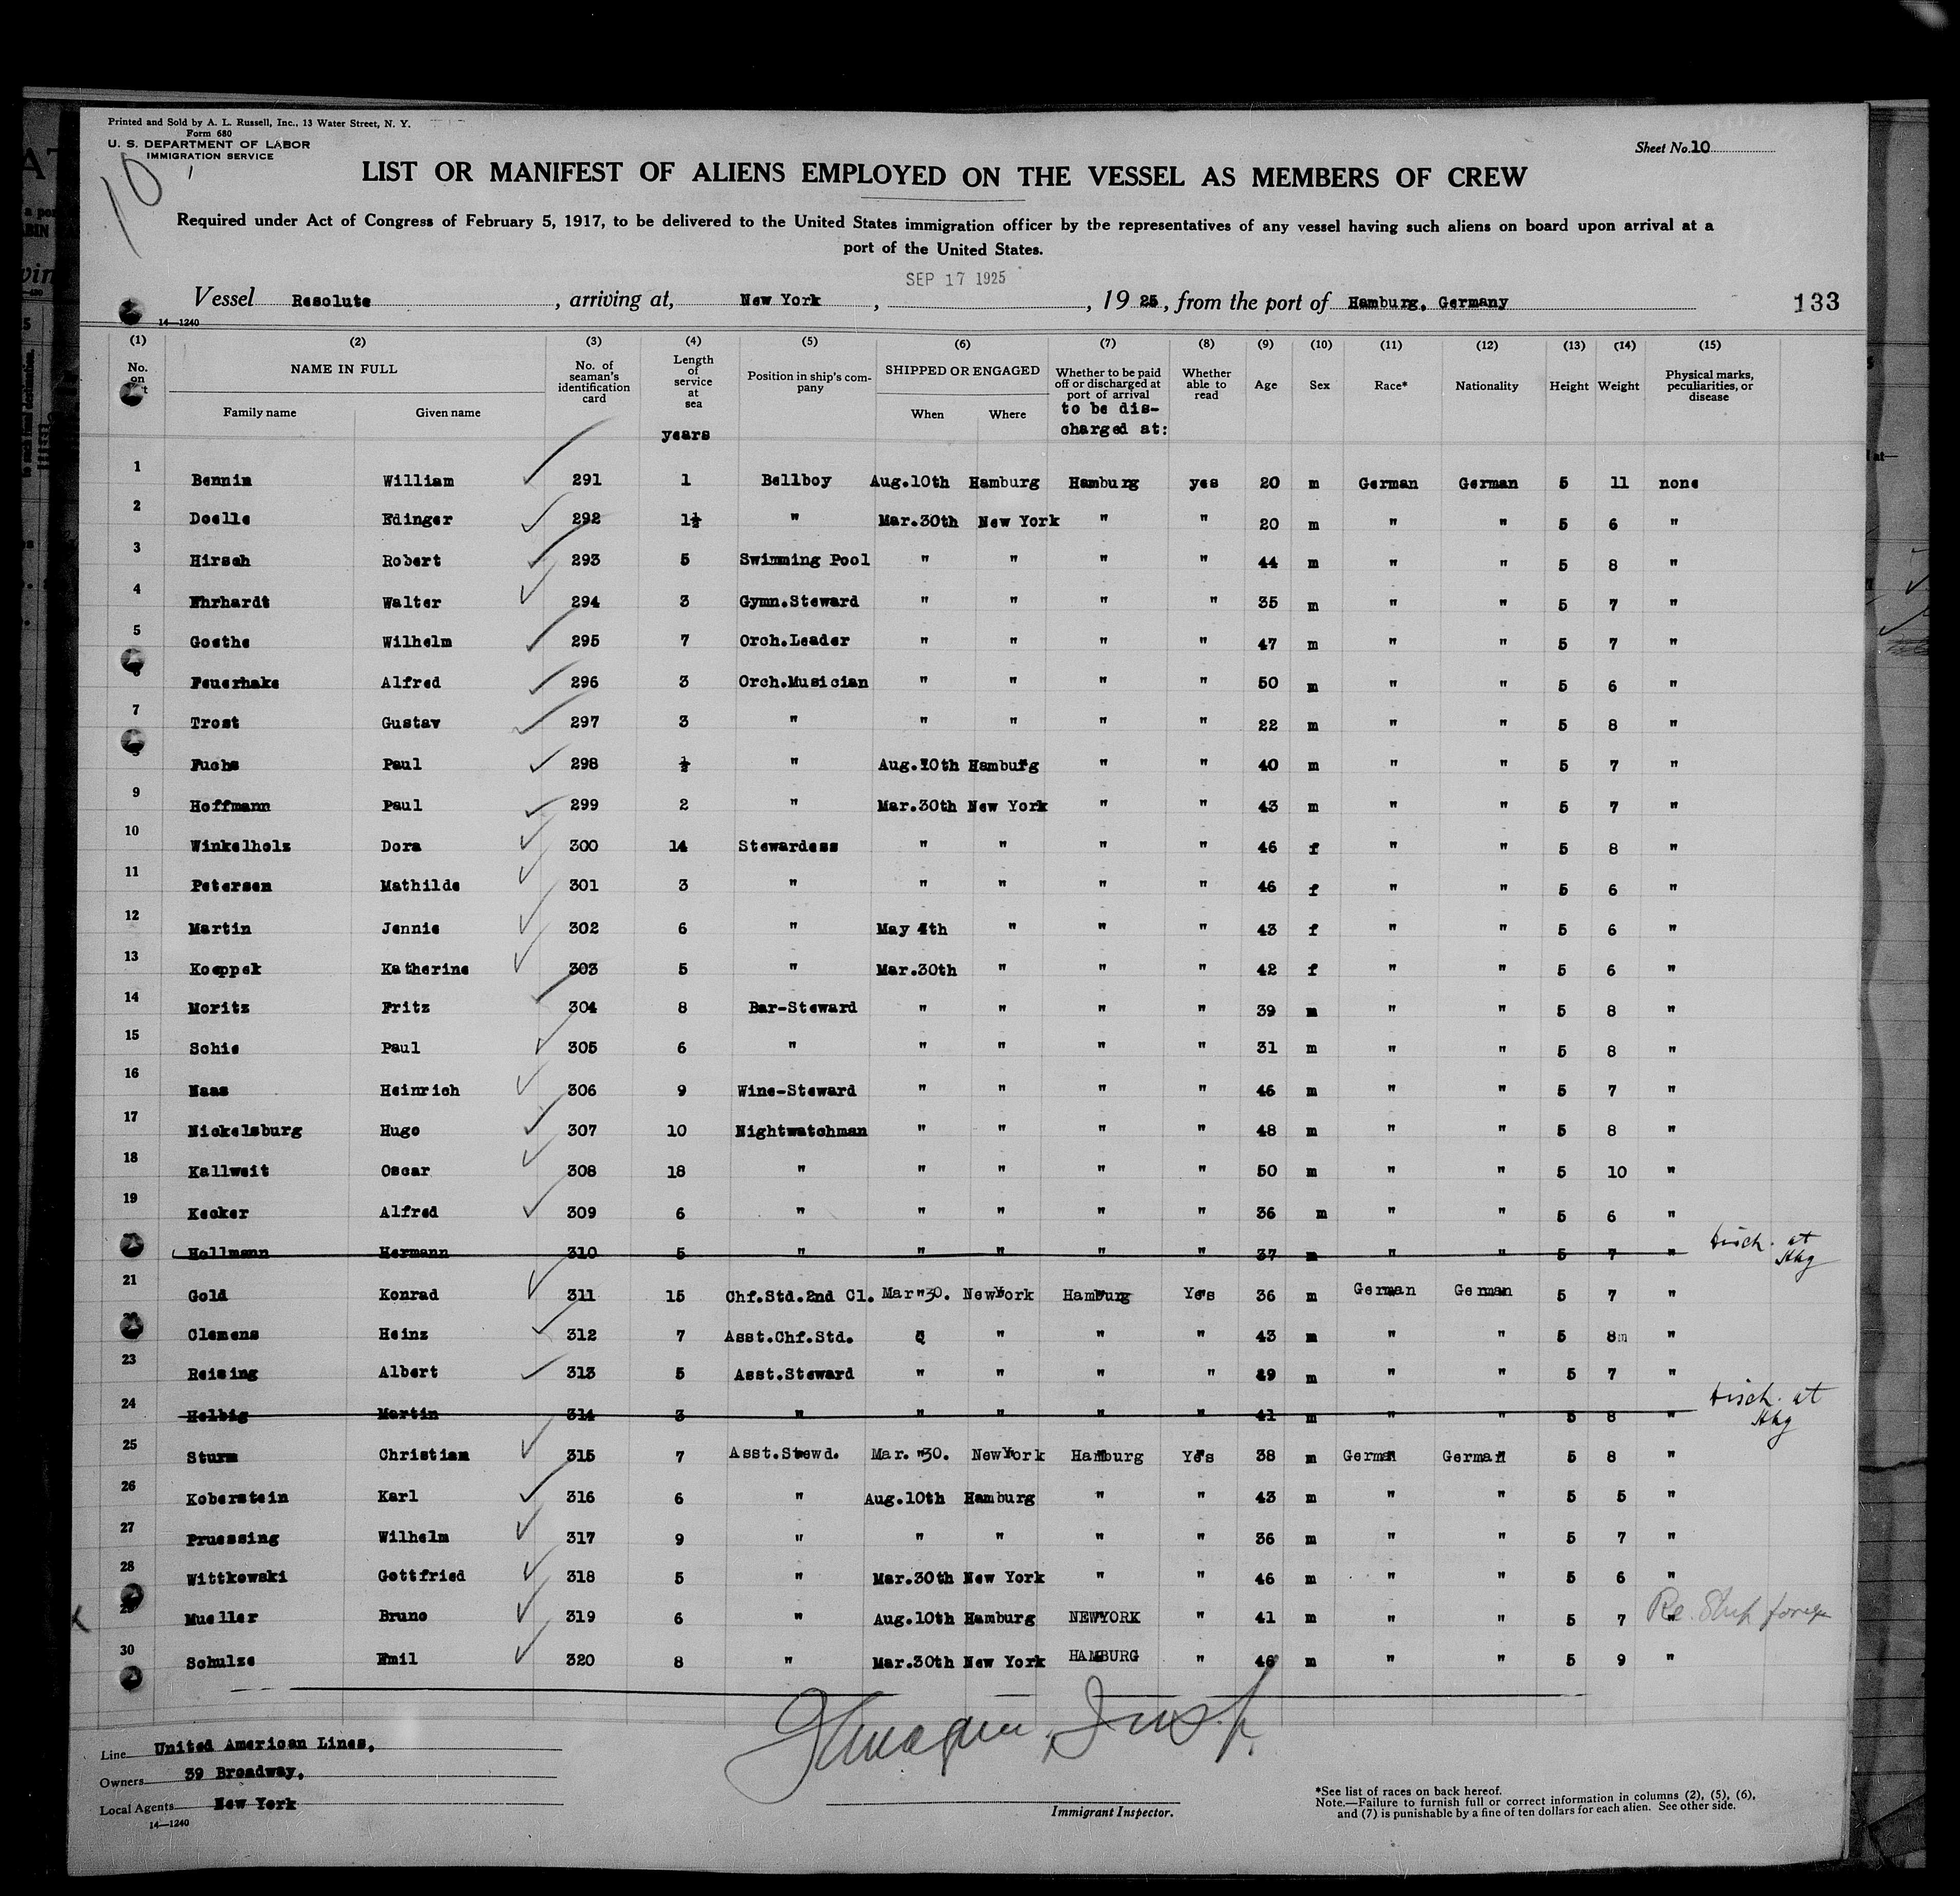 Printed and Sold by A. L. Russell, Inc., 13 Water Street, N. Y.
Form 680
U. S. DEPARTMENT OF LABOR
IMMIGRATION SERVICE
10
Sheet No. 10
LIST OR MANIFEST OF ALIENS EMPLOYED ON THE VESSEL AS MEMBERS OF CREW
Required under Act of Congress of February 5, 1917, to be delivered to the United States immigration officer by the representatives of any vessel having such aliens on board upon arrival at a
port of the United States.
SEP 17 1925
Vessel Resolute, arriving at, New York, , 1925, from the port of Hamburg, Germany
133
14—1240
(1) (2) (3) (4) (5) (6) (7) (8) (9) (10) (11) (12) (13) (14) (15)
No. on NAME IN FULL Family name Given name No. of seaman's identification card Length of service at sea Position in ship's company SHIPPED OR ENGAGED When Where Whether to be paid off or discharged at port of arrival Whether able to read Age Sex Race* Nationality Height Weight Physical marks, peculiarities, or disease
years to be discharged at:
1 Bennin William 291 1 Bellboy Aug.10th Hamburg Hamburg yes 20 m German German 5 11 none
2 Doelle Edinger 292 1½ " Mar.30th New York " " 20 m " " 5 6 "
3 Hirsch Robert 293 5 Swimming Pool " " " " 44 m " " 5 8 "
4 Ehrhardt Walter 294 3 Gymn.Steward " " " " 35 m " " 5 7 "
5 Goethe Wilhelm 295 7 Orch.Leader " " " " 47 m " " 5 7 "
6 Feuerhake Alfred 296 3 Orch.Musician " " " " 50 m " " 5 6 "
7 Trost Gustav 297 3 " " " " " 22 m " " 5 8 "
Fuchs Paul 298 ½ " Aug.10th Hamburg " " 40 m " " 5 7 "
9 Hoffmann Paul 299 2 " Mar.30th New York " " 43 m " " 5 7 "
10 Winkelholz Dora 300 14 Stewardess " " " " 46 f " " 5 8 "
11 Petersen Mathilde 301 3 " " " " " 46 f " " 5 6 "
12 Martin Jennie 302 6 " May 4th " " " 43 f " " 5 6 "
13 Koeppek Katherine 303 5 " Mar.30th " " " 42 f " " 5 6 "
14 Moritz Fritz 304 8 Bar-Steward " " " " 39 m " " 5 8 "
15 Schie Paul 305 6 " " " " " 31 m " " 5 8 "
16 Naas Heinrich 306 9 Wine-Steward " " " " 46 m " " 5 7 "
17 Nickelsburg Hugo 307 10 Nightwatchman " " " " 48 m " " 5 8 "
18 Kallweit Oscar 308 18 " " " " " 50 m " " 5 10 "
19 Kecker Alfred 309 6 " " " " " 36 m " " 5 6 "
Hollmann Hermann 310 5 " " " " " 37 m " " 5 7 " Disch. at Hbg
21 Gold Konrad 311 15 Chf.Std.2nd Cl. Mar 30. NewYork Hamburg Yes 36 m German German 5 7 "
Clemens Heinz 312 7 Asst.Chf.Std. " " " 43 m " " 5 8 "
23 Reising Albert 313 5 Asst.Steward " " " " 29 m " " 5 7 "
24 Helbig Martin 314 3 " " " " " 41 m " " 5 8 " Disch. at Hbg
25 Sturm Christian 315 7 Asst.Stewd. Mar. 30. NewYork Hamburg Yes 38 m German German 5 8 "
26 Koberstein Karl 316 6 " Aug.10th Hamburg " " 43 m " " 5 5 "
27 Pruessing Wilhelm 317 9 " " " " " 36 m " " 5 7 "
28 Wittkowski Gottfried 318 5 " Mar.30th New York " " 46 m " " 5 6 "
29 Mueller Bruno 319 6 " Aug.10th Hamburg NEWYORK " 41 m " " 5 7 " Re. Ship foreign
30 Schulze Emil 320 8 " Mar.30th New York HAMBURG " 46 m " " 5 9 "
Insp.
Line United American Lines,
Owners 39 Broadway,
Local Agents New York
14—1240
Immigrant Inspector.
*See list of races on back hereof.
Note.—Failure to furnish full or correct information in columns (2), (5), (6),
and (7) is punishable by a fine of ten dollars for each alien. See other side.